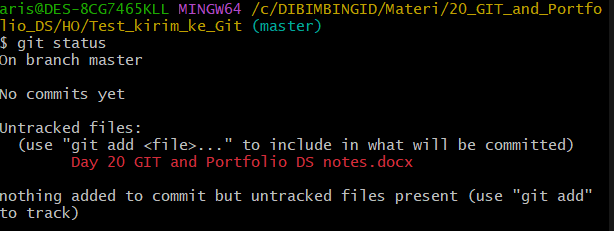 aris@DES-8CG7465KLL MINGW64 /c/DIBIMBINGID/Materi/20_GIT_and_Portfo
lio_DS/HO/Test_kirim_ke_Git (master)
$ git status
On branch master
No commits yet
Untracked files:
(use "git add <file>..." to include in what will be committed)
Day 20 GIT and Portfolio DS notes.docx
nothing added to commit but untracked files present (use "git add"
to track)